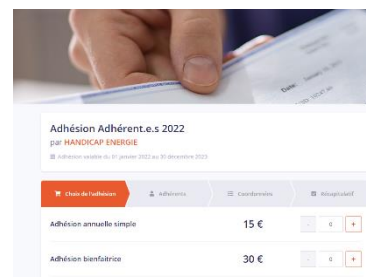 Adhésion Adhérent.e.s 2022
par HANDICAP ENERGIE
Adhésion valable du 01 janvier 2022 au 30 décembre 2022
Choix de l'adhésion
Adhérents
Coordonnées
Récapitulatif
Adhésion annuelle simple 15 € - 0 +
Adhésion bienfaitrice 30 € - 0 +